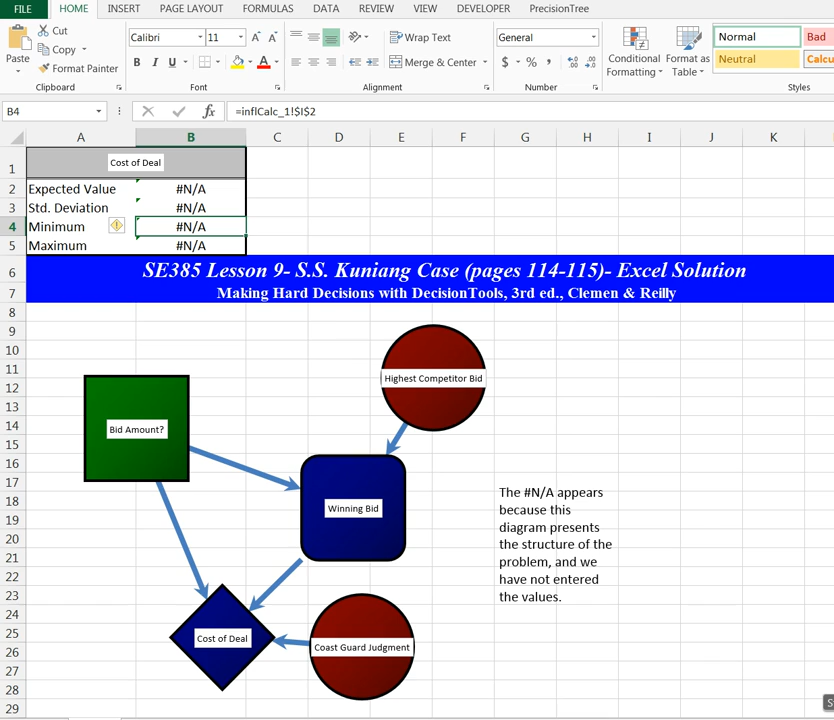 FILE HOME INSERT PAGE LAYOUT FORMULAS DATA REVIEW VIEW DEVELOPER PrecisionTree
Paste
Cut
Copy
Format Painter
Clipboard
Calibri 11 A A
B I U A
Font
Wrap Text
Merge & Center
Alignment
General
$ % , .0 .00 .00 .0
Number
Conditional Formatting
Format as Table
Normal Bad
Neutral Calcu
Styles
B4 fx =inflCalc_1!$I$2
A B C D E F G H I J K
1 Cost of Deal
2 Expected Value #N/A
3 Std. Deviation #N/A
4 Minimum #N/A
5 Maximum #N/A
6 SE385 Lesson 9- S.S. Kuniang Case (pages 114-115)- Excel Solution
7 Making Hard Decisions with DecisionTools, 3rd ed., Clemen & Reilly
8
9
10
11
12
13
14
15
16
17
18
19
20
21
22
23
24
25
26
27
28
29
Highest Competitor Bid
Bid Amount?
Winning Bid
The #N/A appears
because this
diagram presents
the structure of the
problem, and we
have not entered
the values.
Cost of Deal
Coast Guard Judgment